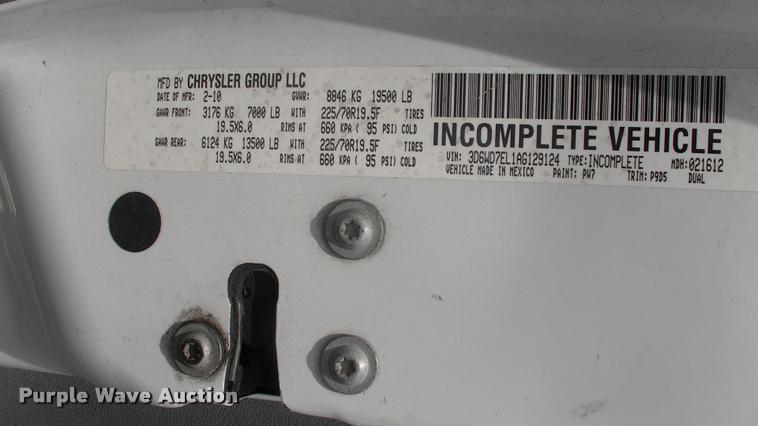 MFD BY CHRYSLER GROUP LLC
DATE OF MFR: 2-10 GVWR: 8846 KG 19500 LB
GAWR FRONT: 3176 KG 7000 LB WITH 225/70R19.5F TIRES
19.5X6.0 RIMS AT 660 KPA ( 95 PSI) COLD
GAWR REAR: 6124 KG 13500 LB WITH 225/70R19.5F TIRES
19.5X6.0 RIMS AT 660 KPA ( 95 PSI) COLD
INCOMPLETE VEHICLE
VIN: 3D6WD7EL1AG129124 TYPE: INCOMPLETE MDH: 021612
VEHICLE MADE IN MEXICO PAINT: PW7 TRIM: P9D5 DUAL
Purple Wave Auction